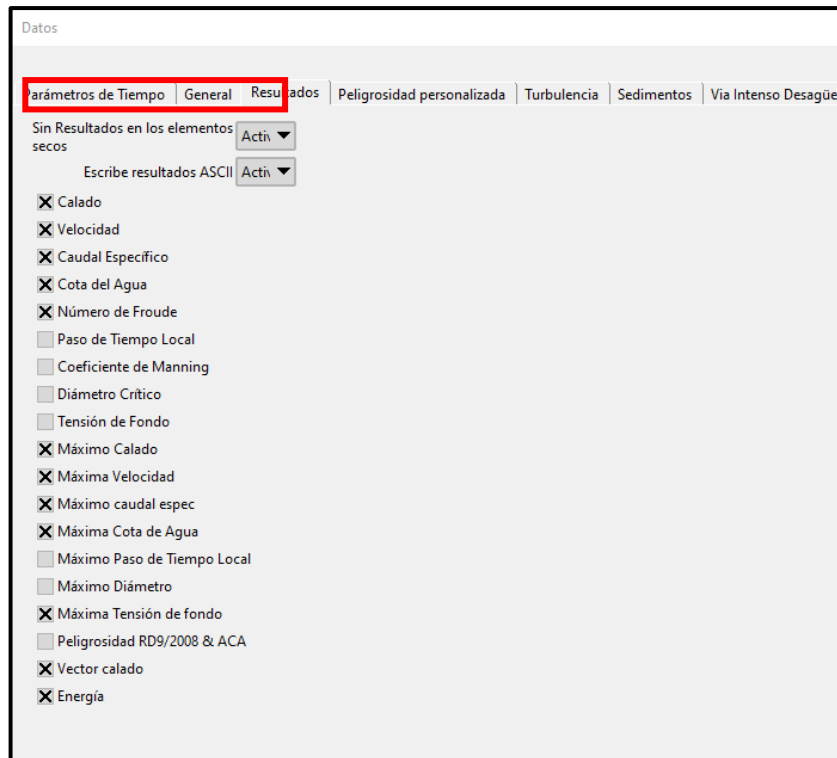 Datos
Parámetros de Tiempo General Resultados Peligrosidad personalizada Turbulencia Sedimentos Via Intenso Desagüe
Sin Resultados en los elementos
secos
Activ
Escribe resultados ASCII Activ
Calado
Velocidad
Caudal Específico
Cota del Agua
Número de Froude
Paso de Tiempo Local
Coeficiente de Manning
Diámetro Crítico
Tensión de Fondo
Máximo Calado
Máxima Velocidad
Máximo caudal espec
Máxima Cota de Agua
Máximo Paso de Tiempo Local
Máximo Diámetro
Máxima Tensión de fondo
Peligrosidad RD9/2008 & ACA
Vector calado
Energía